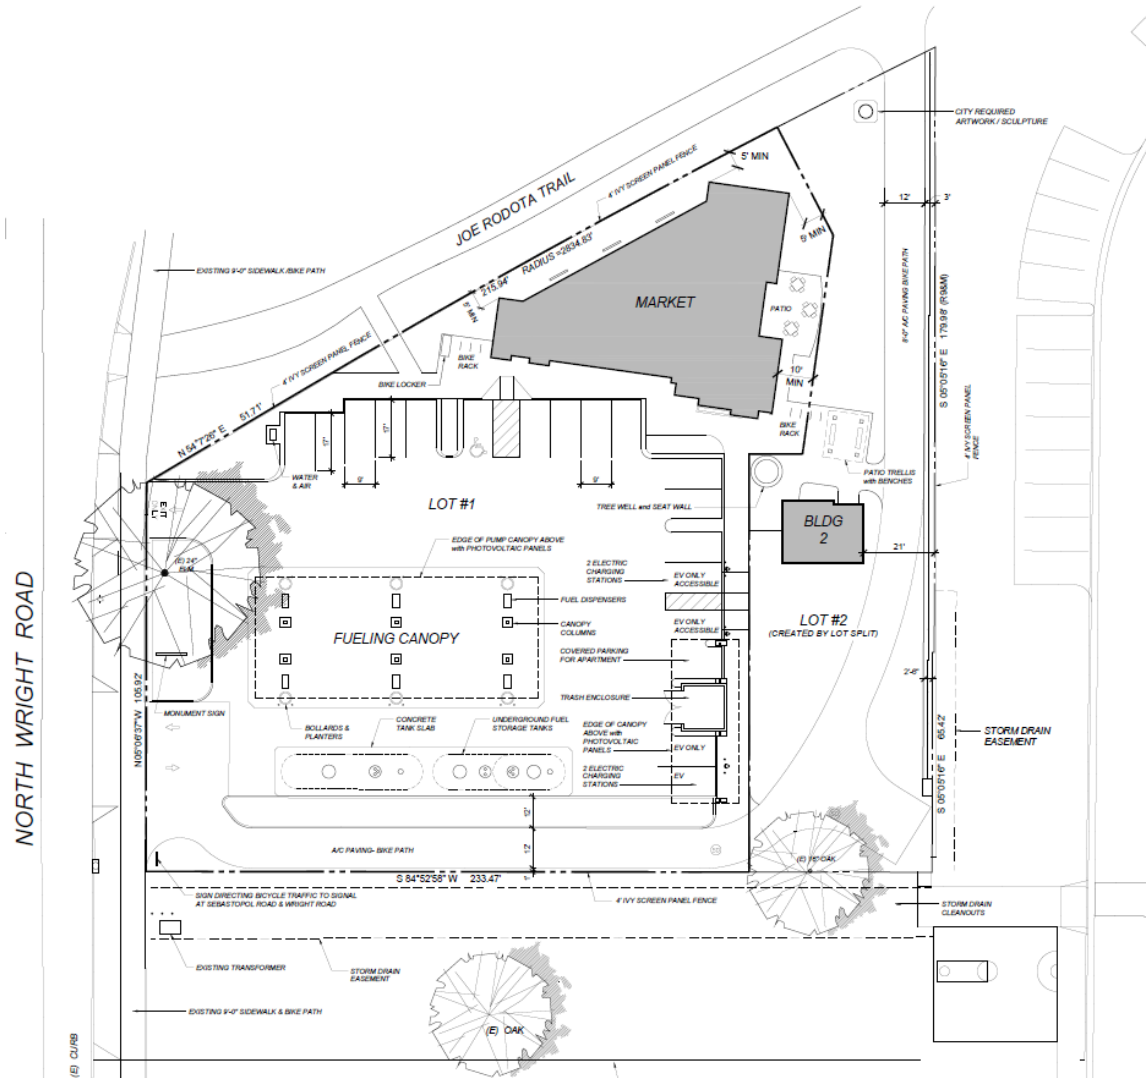 CITY REQUIRED
ARTWORK / SCULPTURE
5' MIN
4' IVY SCREEN PANEL FENCE
JOE RODOTA TRAIL
12'
3'
5' MIN
RADIUS =2834.83'
215.94'
5' MIN
EXISTING 9'-0" SIDEWALK /BIKE PATH
MARKET
PATIO
8'-0" A/C PAVING BIKE PATH
S 05°05'16" E 179.98' (R98M)
4' IVY SCREEN PANEL FENCE
BIKE
RACK
BIKE LOCKER
10'
MIN
51.71'
N 54°7'26" E
BIKE
RACK
4' IVY SCREEN PANEL
FENCE
17'
17'
9'
9'
WATER
& AIR
PATIO TRELLIS
with BENCHES
LOT #1
TREE WELL and SEAT WALL
BLDG
2
21'
EDGE OF PUMP CANOPY ABOVE
with PHOTOVOLTAIC PANELS
2 ELECTRIC
CHARGING
STATIONS
EV ONLY
ACCESSIBLE
(E) 24"
ELM
FUEL DISPENSERS
CANOPY
COLUMNS
EV ONLY
ACCESSIBLE
LOT #2
(CREATED BY LOT SPLIT)
FUELING CANOPY
COVERED PARKING
FOR APARTMENT
NORTH WRIGHT ROAD
N05°06'37"W 105.92'
2'-6"
TRASH ENCLOSURE
MONUMENT SIGN
BOLLARDS &
PLANTERS
CONCRETE
TANK SLAB
UNDERGROUND FUEL
STORAGE TANKS
EDGE OF CANOPY
ABOVE with
PHOTOVOLTAIC
PANELS
EV ONLY
STORM DRAIN
EASEMENT
S 05°05'16" E 65.42'
2 ELECTRIC
CHARGING
STATIONS
EV
12'
12'
A/C PAVING- BIKE PATH
(E) 16" OAK
S 84°52'58" W 233.47'
1'
SIGN DIRECTING BICYCLE TRAFFIC TO SIGNAL
AT SEBASTOPOL ROAD & WRIGHT ROAD
4' IVY SCREEN PANEL FENCE
STORM DRAIN
CLEANOUTS
EXISTING TRANSFORMER
STORM DRAIN
EASEMENT
EXISTING 9'-0" SIDEWALK & BIKE PATH
(E) OAK
(E) CURB